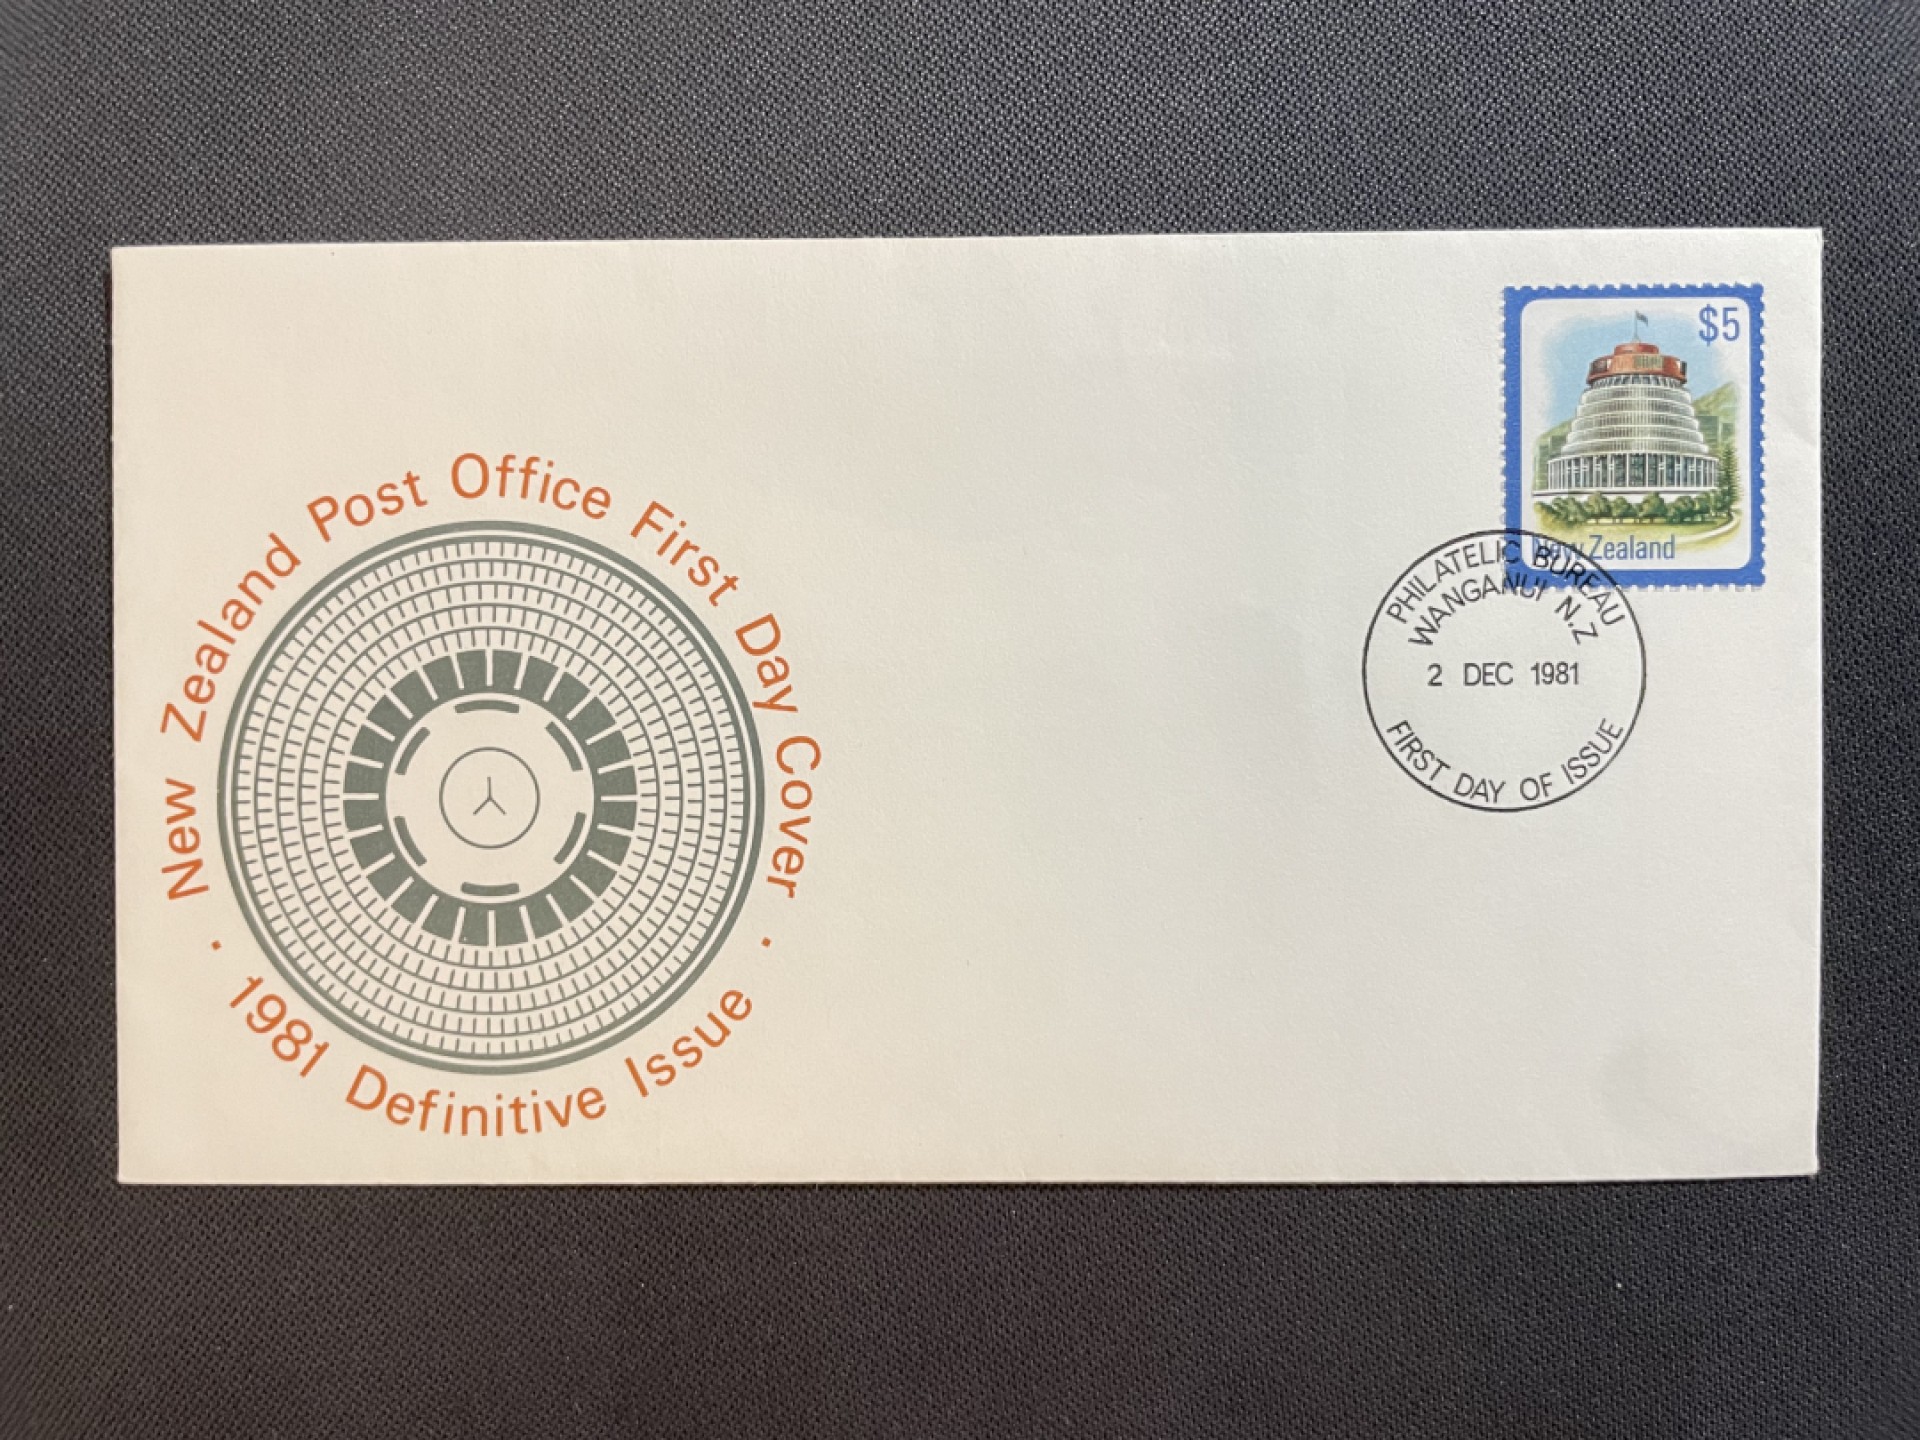 New Zealand Post Office First Day Cover
· 1981 Definitive Issue ·
$5
New Zealand
PHILATELIC BUREAU
WANGANUI N.Z
2 DEC 1981
FIRST DAY OF ISSUE